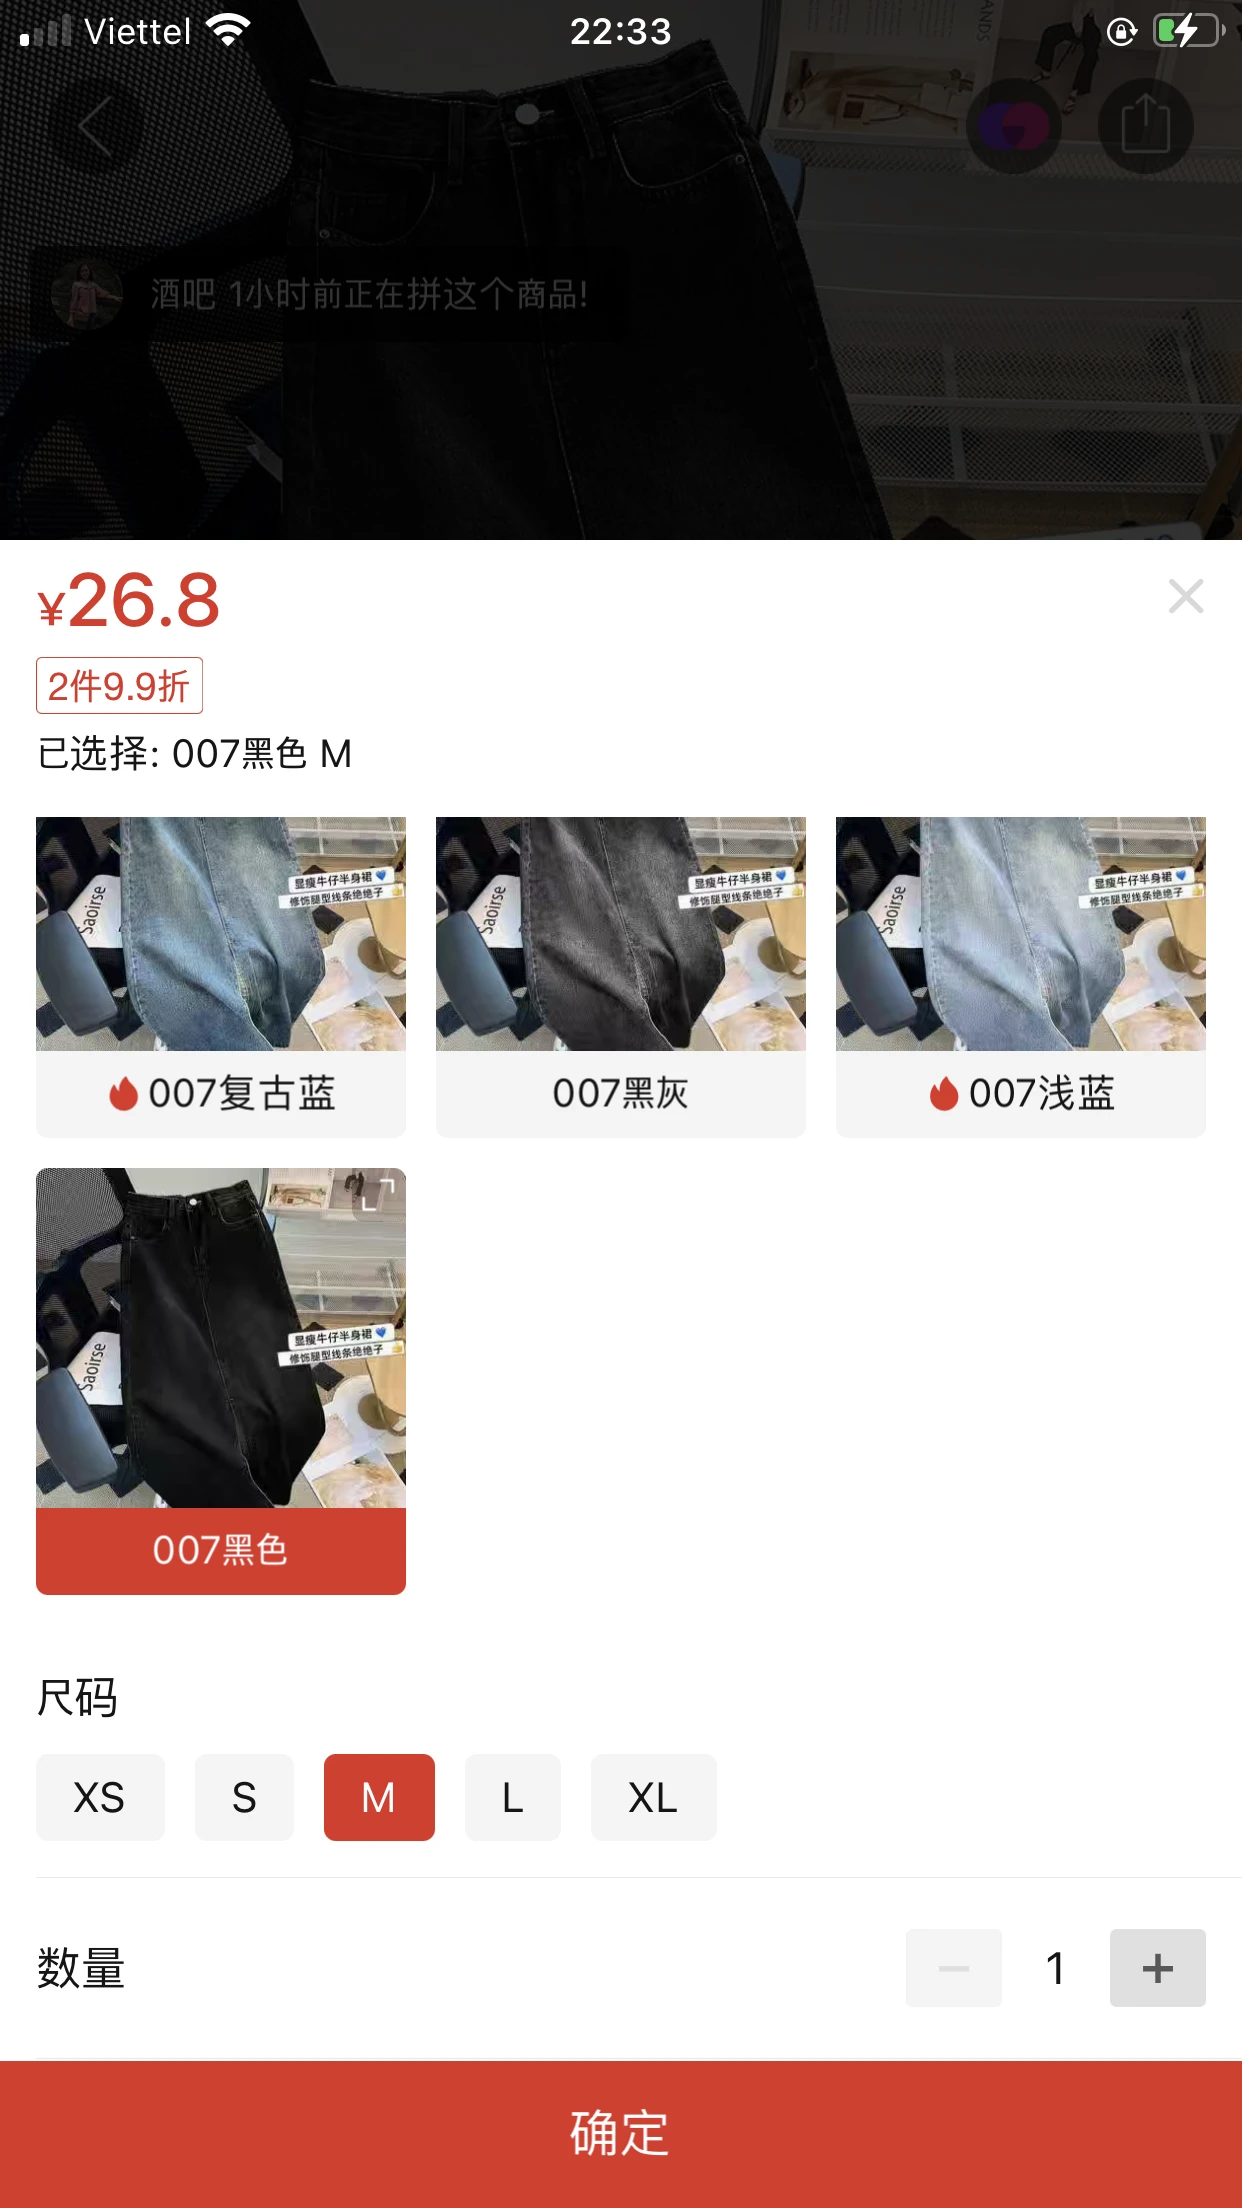 Viettel
22:33
ANDS
酒吧 1小时前正在拼这个商品!
¥26.8
2件9.9折
已选择: 007黑色 M
显瘦牛仔半身裙💙
修饰腿型线条绝绝子👍
Saoirse
显瘦牛仔半身裙💙
修饰腿型线条绝绝子👍
Saoirse
显瘦牛仔半身裙💙
修饰腿型线条绝绝子👍
Saoirse
007复古蓝
007黑灰
007浅蓝
显瘦牛仔半身裙💙
修饰腿型线条绝绝子👍
Saoirse
007黑色
尺码
XS
S
M
L
XL
数量
1
确定